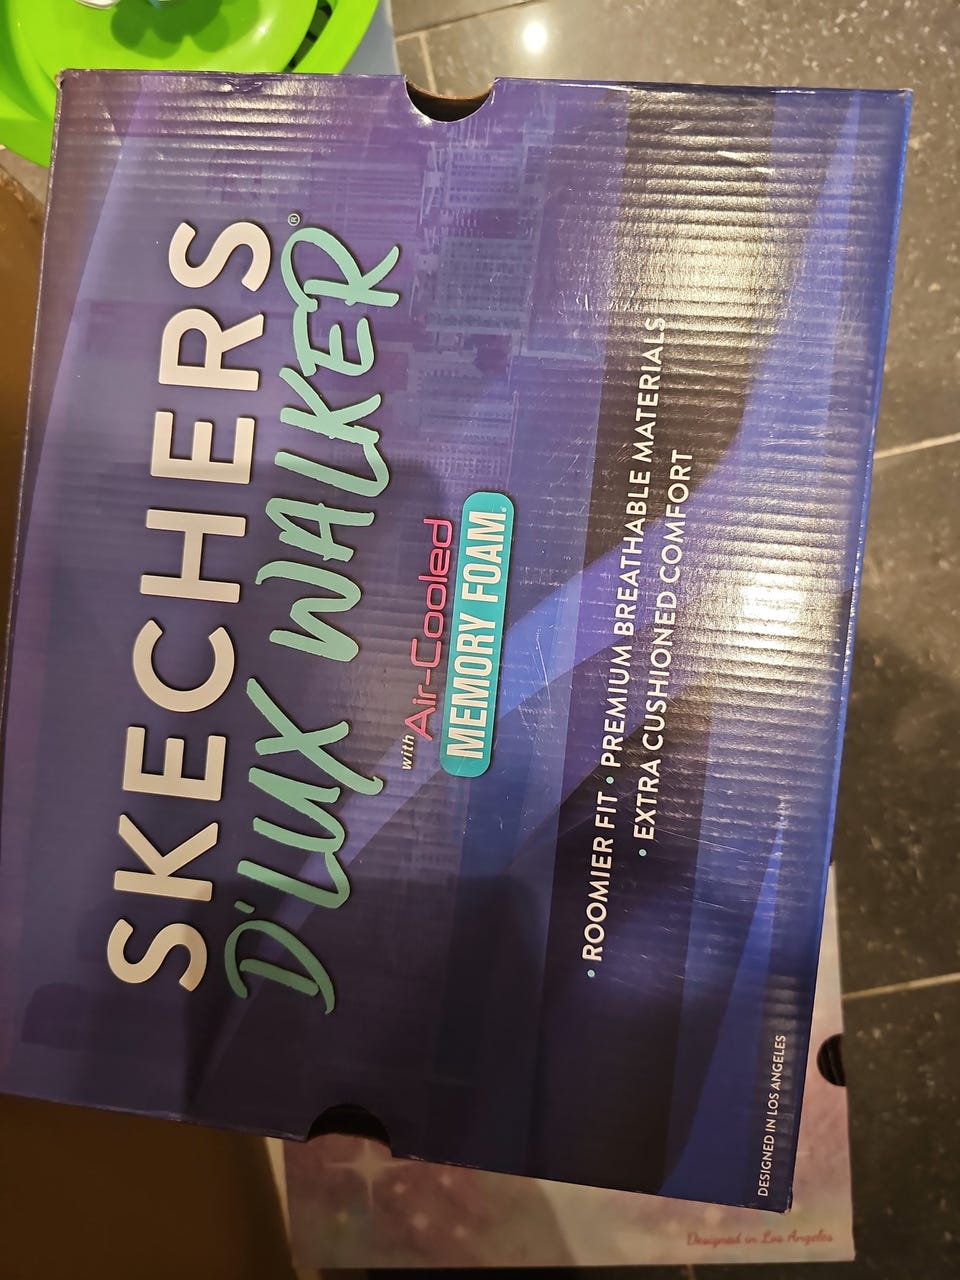 SKECHERS
D'LUX WALKER®
with Air-Cooled
MEMORY FOAM®
• ROOMIER FIT • PREMIUM BREATHABLE MATERIALS
• EXTRA CUSHIONED COMFORT
DESIGNED IN LOS ANGELES
Designed in Los Angeles